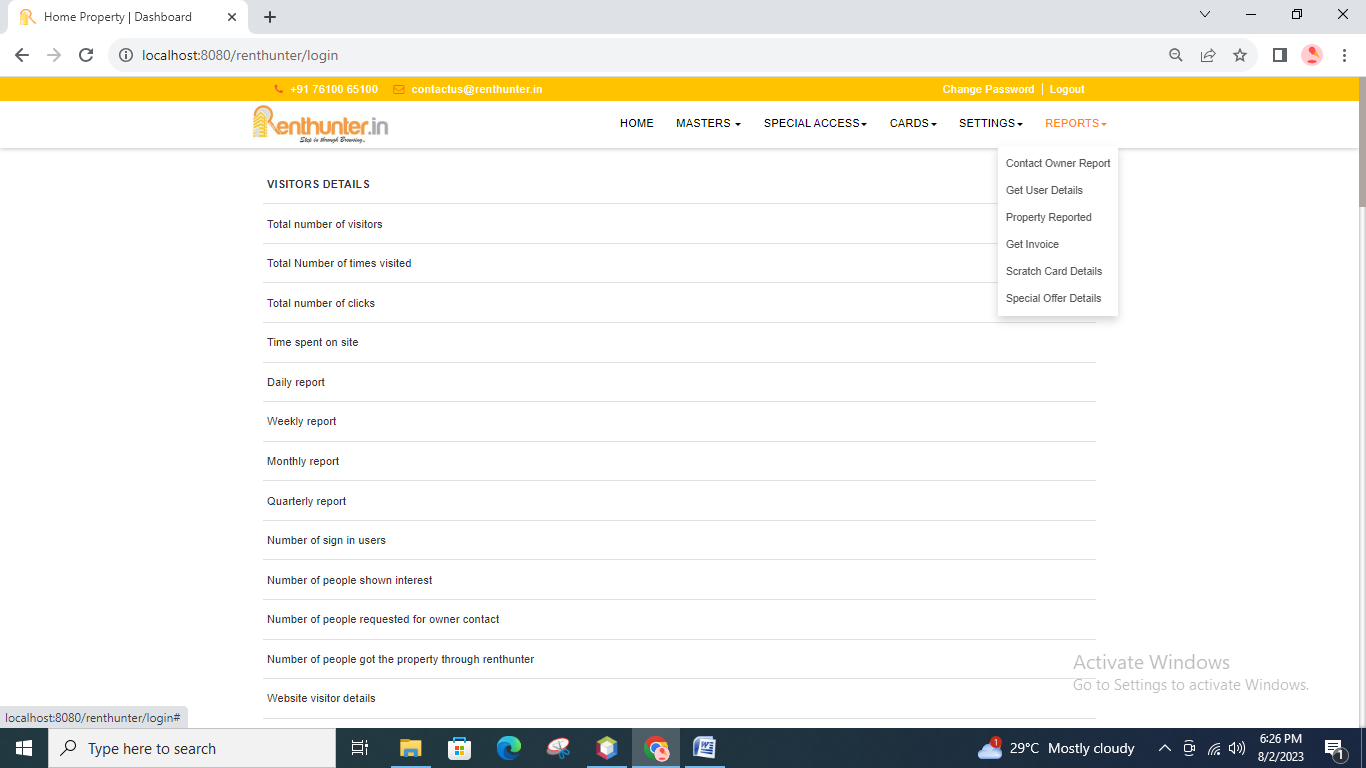 Home Property | Dashboard
localhost:8080/renthunter/login
+91 76100 65100 contactus@renthunter.in Change Password | Logout
Renthunter.in
Step in through Browsing..
HOME MASTERS SPECIAL ACCESS CARDS SETTINGS REPORTS
Contact Owner Report
Get User Details
Property Reported
Get Invoice
Scratch Card Details
Special Offer Details
VISITORS DETAILS
Total number of visitors
Total Number of times visited
Total number of clicks
Time spent on site
Daily report
Weekly report
Monthly report
Quarterly report
Number of sign in users
Number of people shown interest
Number of people requested for owner contact
Number of people got the property through renthunter
Website visitor details
Activate Windows
Go to Settings to activate Windows.
localhost:8080/renthunter/login#
Type here to search
1
29°C Mostly cloudy
6:26 PM
8/2/2023
1